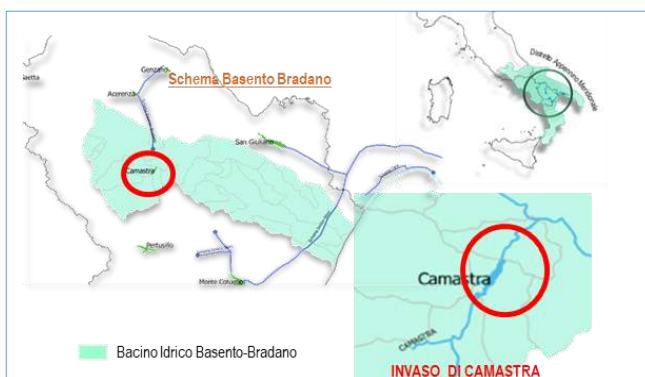 Genzano
Schema Basento Bradano
Acerenza
San Giuliano
Camastra
Pertusillo
Monte Cotugno
Distretto Appennino Meridionale
Camastra
CAMASTRA
Bacino Idrico Basento-Bradano
INVASO DI CAMASTRA